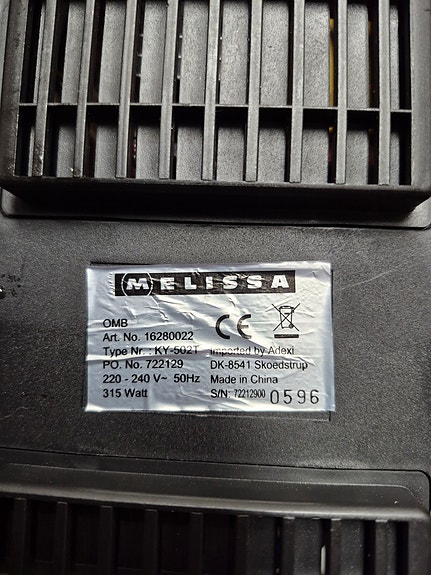 MELISSA
OMB
Art. No. 16280022
Type Nr.: KY-502T Imported by Adexi
PO. No. 722129 DK-8541 Skoedstrup
220 - 240 V~ 50Hz Made in China
315 Watt S/N: 72212900 0596